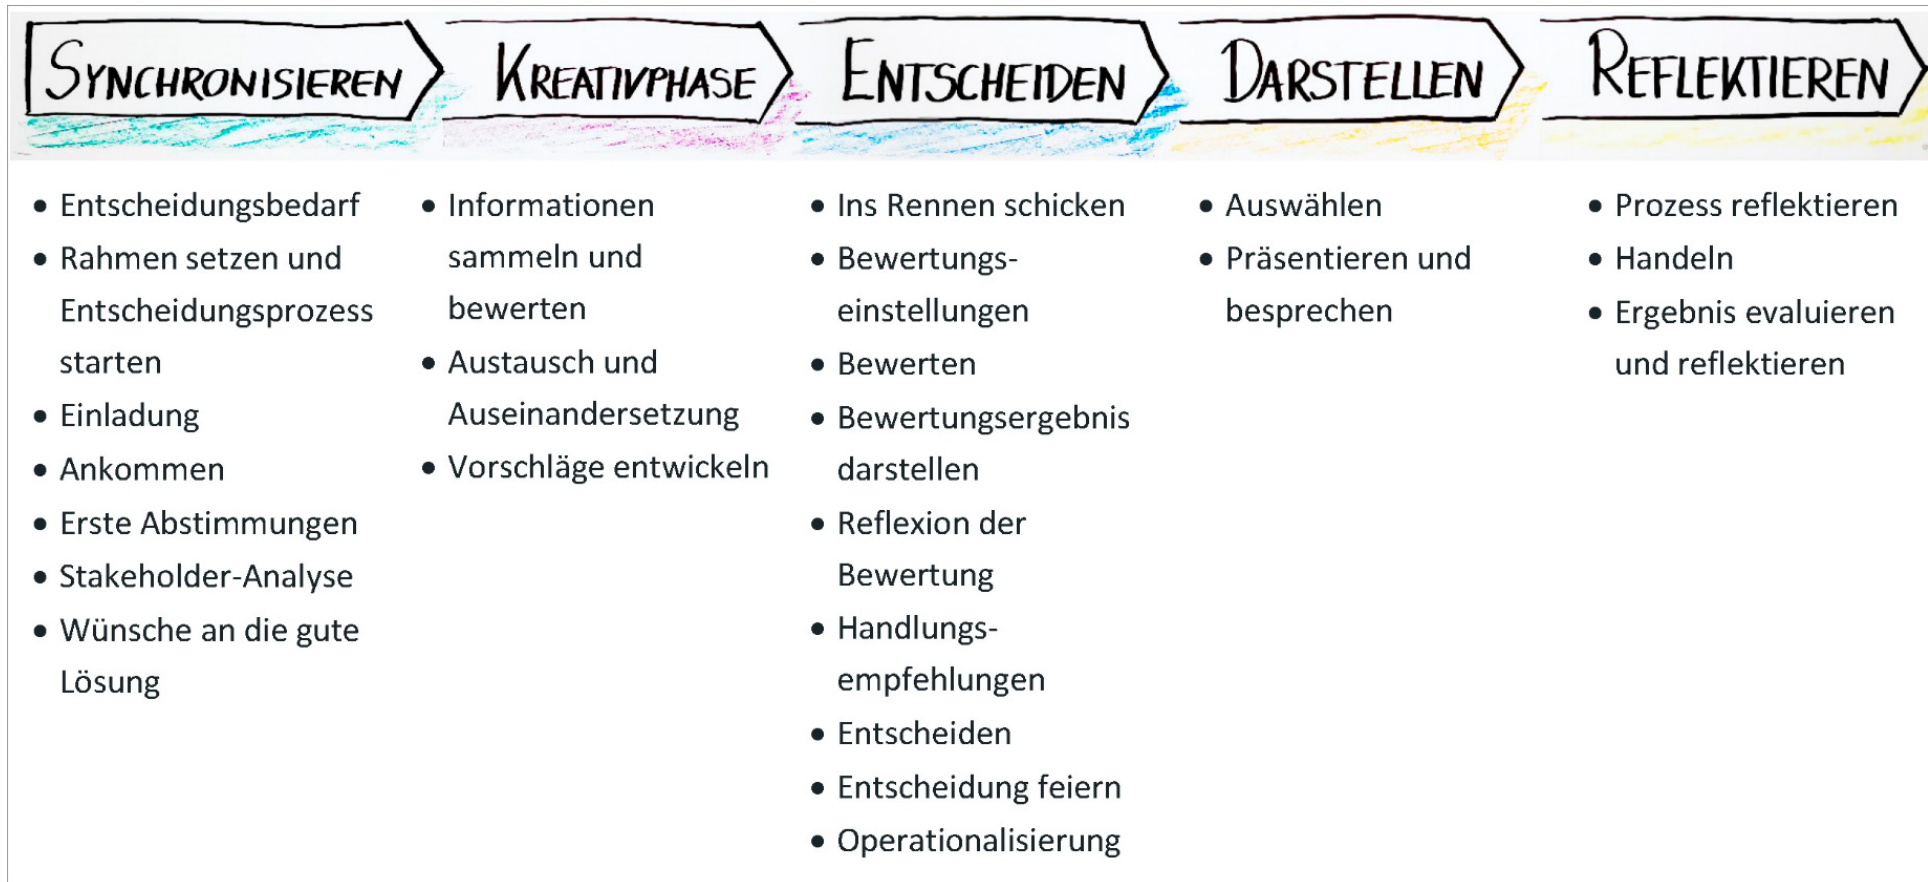 SYNCHRONISIEREN
KREATIVPHASE
ENTSCHEIDEN
DARSTELLEN
REFLEKTIEREN
• Entscheidungsbedarf
• Rahmen setzen und
Entscheidungsprozess
starten
• Einladung
• Ankommen
• Erste Abstimmungen
• Stakeholder-Analyse
• Wünsche an die gute
Lösung
• Informationen
sammeln und
bewerten
• Austausch und
Auseinandersetzung
• Vorschläge entwickeln
• Ins Rennen schicken
• Bewertungs-
einstellungen
• Bewerten
• Bewertungsergebnis
darstellen
• Reflexion der
Bewertung
• Handlungs-
empfehlungen
• Entscheiden
• Entscheidung feiern
• Operationalisierung
• Auswählen
• Präsentieren und
besprechen
• Prozess reflektieren
• Handeln
• Ergebnis evaluieren
und reflektieren